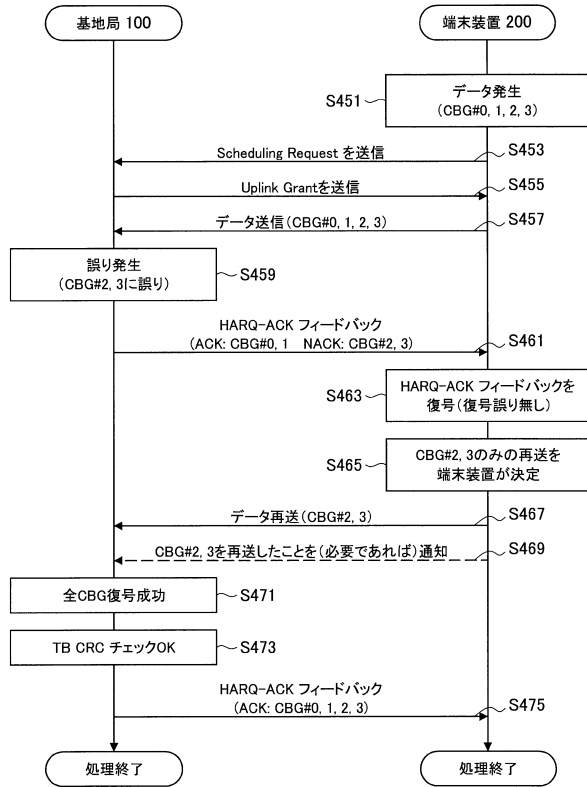 基地局 100
端末装置 200
S451
データ発生
(CBG#0, 1, 2, 3)
Scheduling Request を送信
S453
Uplink Grantを送信
S455
データ送信(CBG#0, 1, 2, 3)
S457
誤り発生
(CBG#2, 3に誤り)
S459
HARQ-ACK フィードバック
(ACK: CBG#0, 1 NACK: CBG#2, 3)
S461
S463
HARQ-ACK フィードバックを
復号(復号誤り無し)
S465
CBG#2, 3のみの再送を
端末装置が決定
データ再送(CBG#2, 3)
S467
CBG#2, 3を再送したことを(必要であれば)通知
S469
全CBG復号成功
S471
TB CRC チェックOK
S473
HARQ-ACK フィードバック
(ACK: CBG#0, 1, 2, 3)
S475
処理終了
処理終了